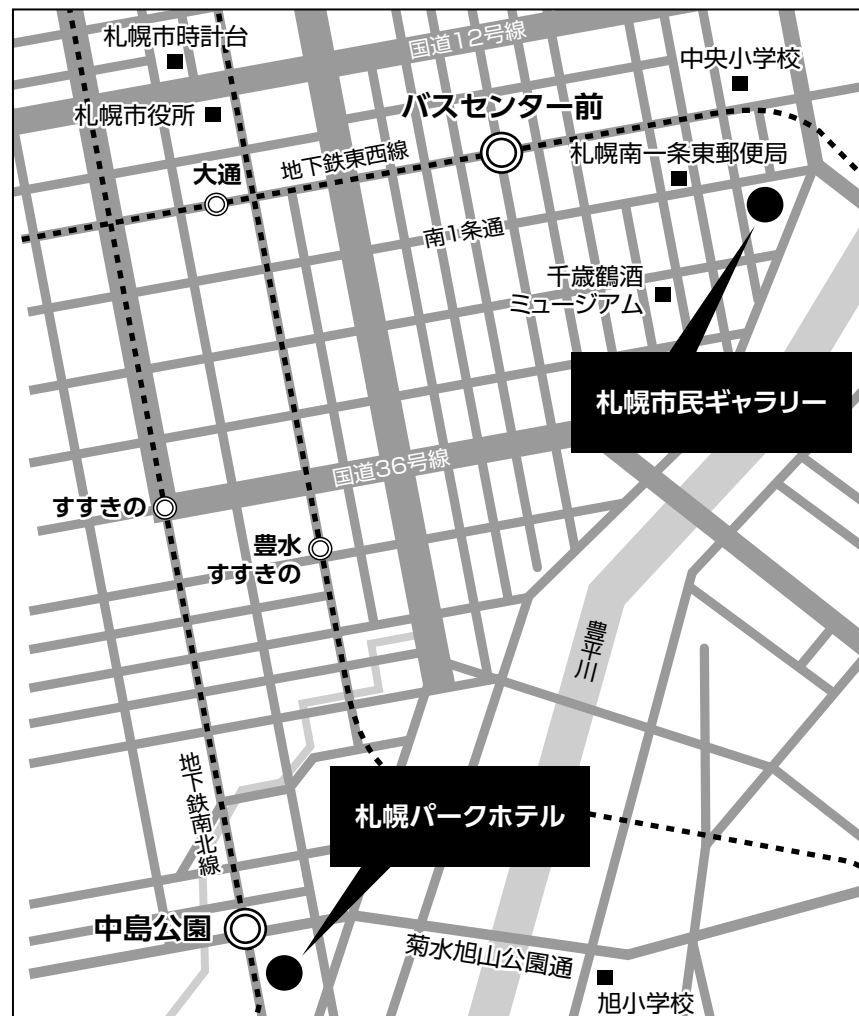 札幌市時計台
国道12号線
中央小学校
札幌市役所
バスセンター前
地下鉄東西線
札幌南一条東郵便局
大通
南1条通
千歳鶴酒
ミュージアム
札幌市民ギャラリー
国道36号線
すすきの
豊水
すすきの
豊平川
地下鉄南北線
札幌パークホテル
中島公園
菊水旭山公園通
旭小学校